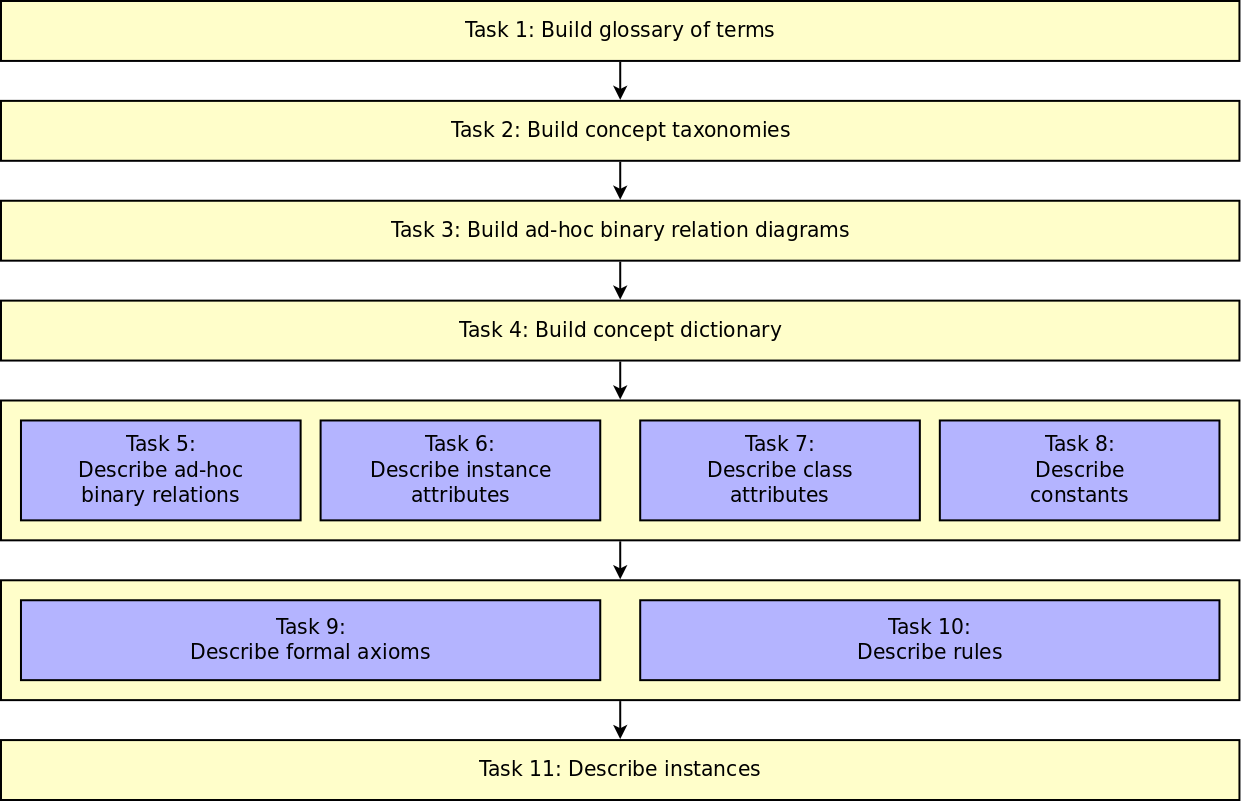 Task 1: Build glossary of terms
Task 2: Build concept taxonomies
Task 3: Build ad-hoc binary relation diagrams
Task 4: Build concept dictionary
Task 5:
Describe ad-hoc
binary relations
Task 6:
Describe instance
attributes
Task 7:
Describe class
attributes
Task 8:
Describe
constants
Task 9:
Describe formal axioms
Task 10:
Describe rules
Task 11: Describe instances